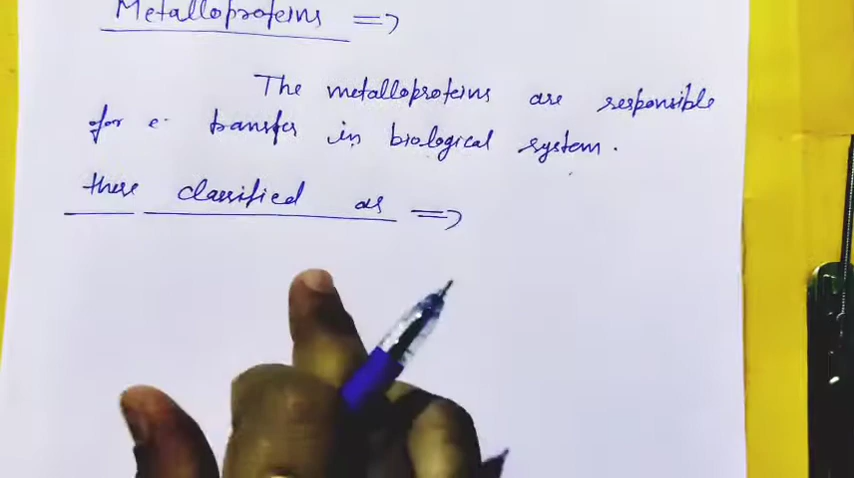 Metalloproteins =>
The metalloproteins are responsible
for e- transfer in biological system.
these classified as =>